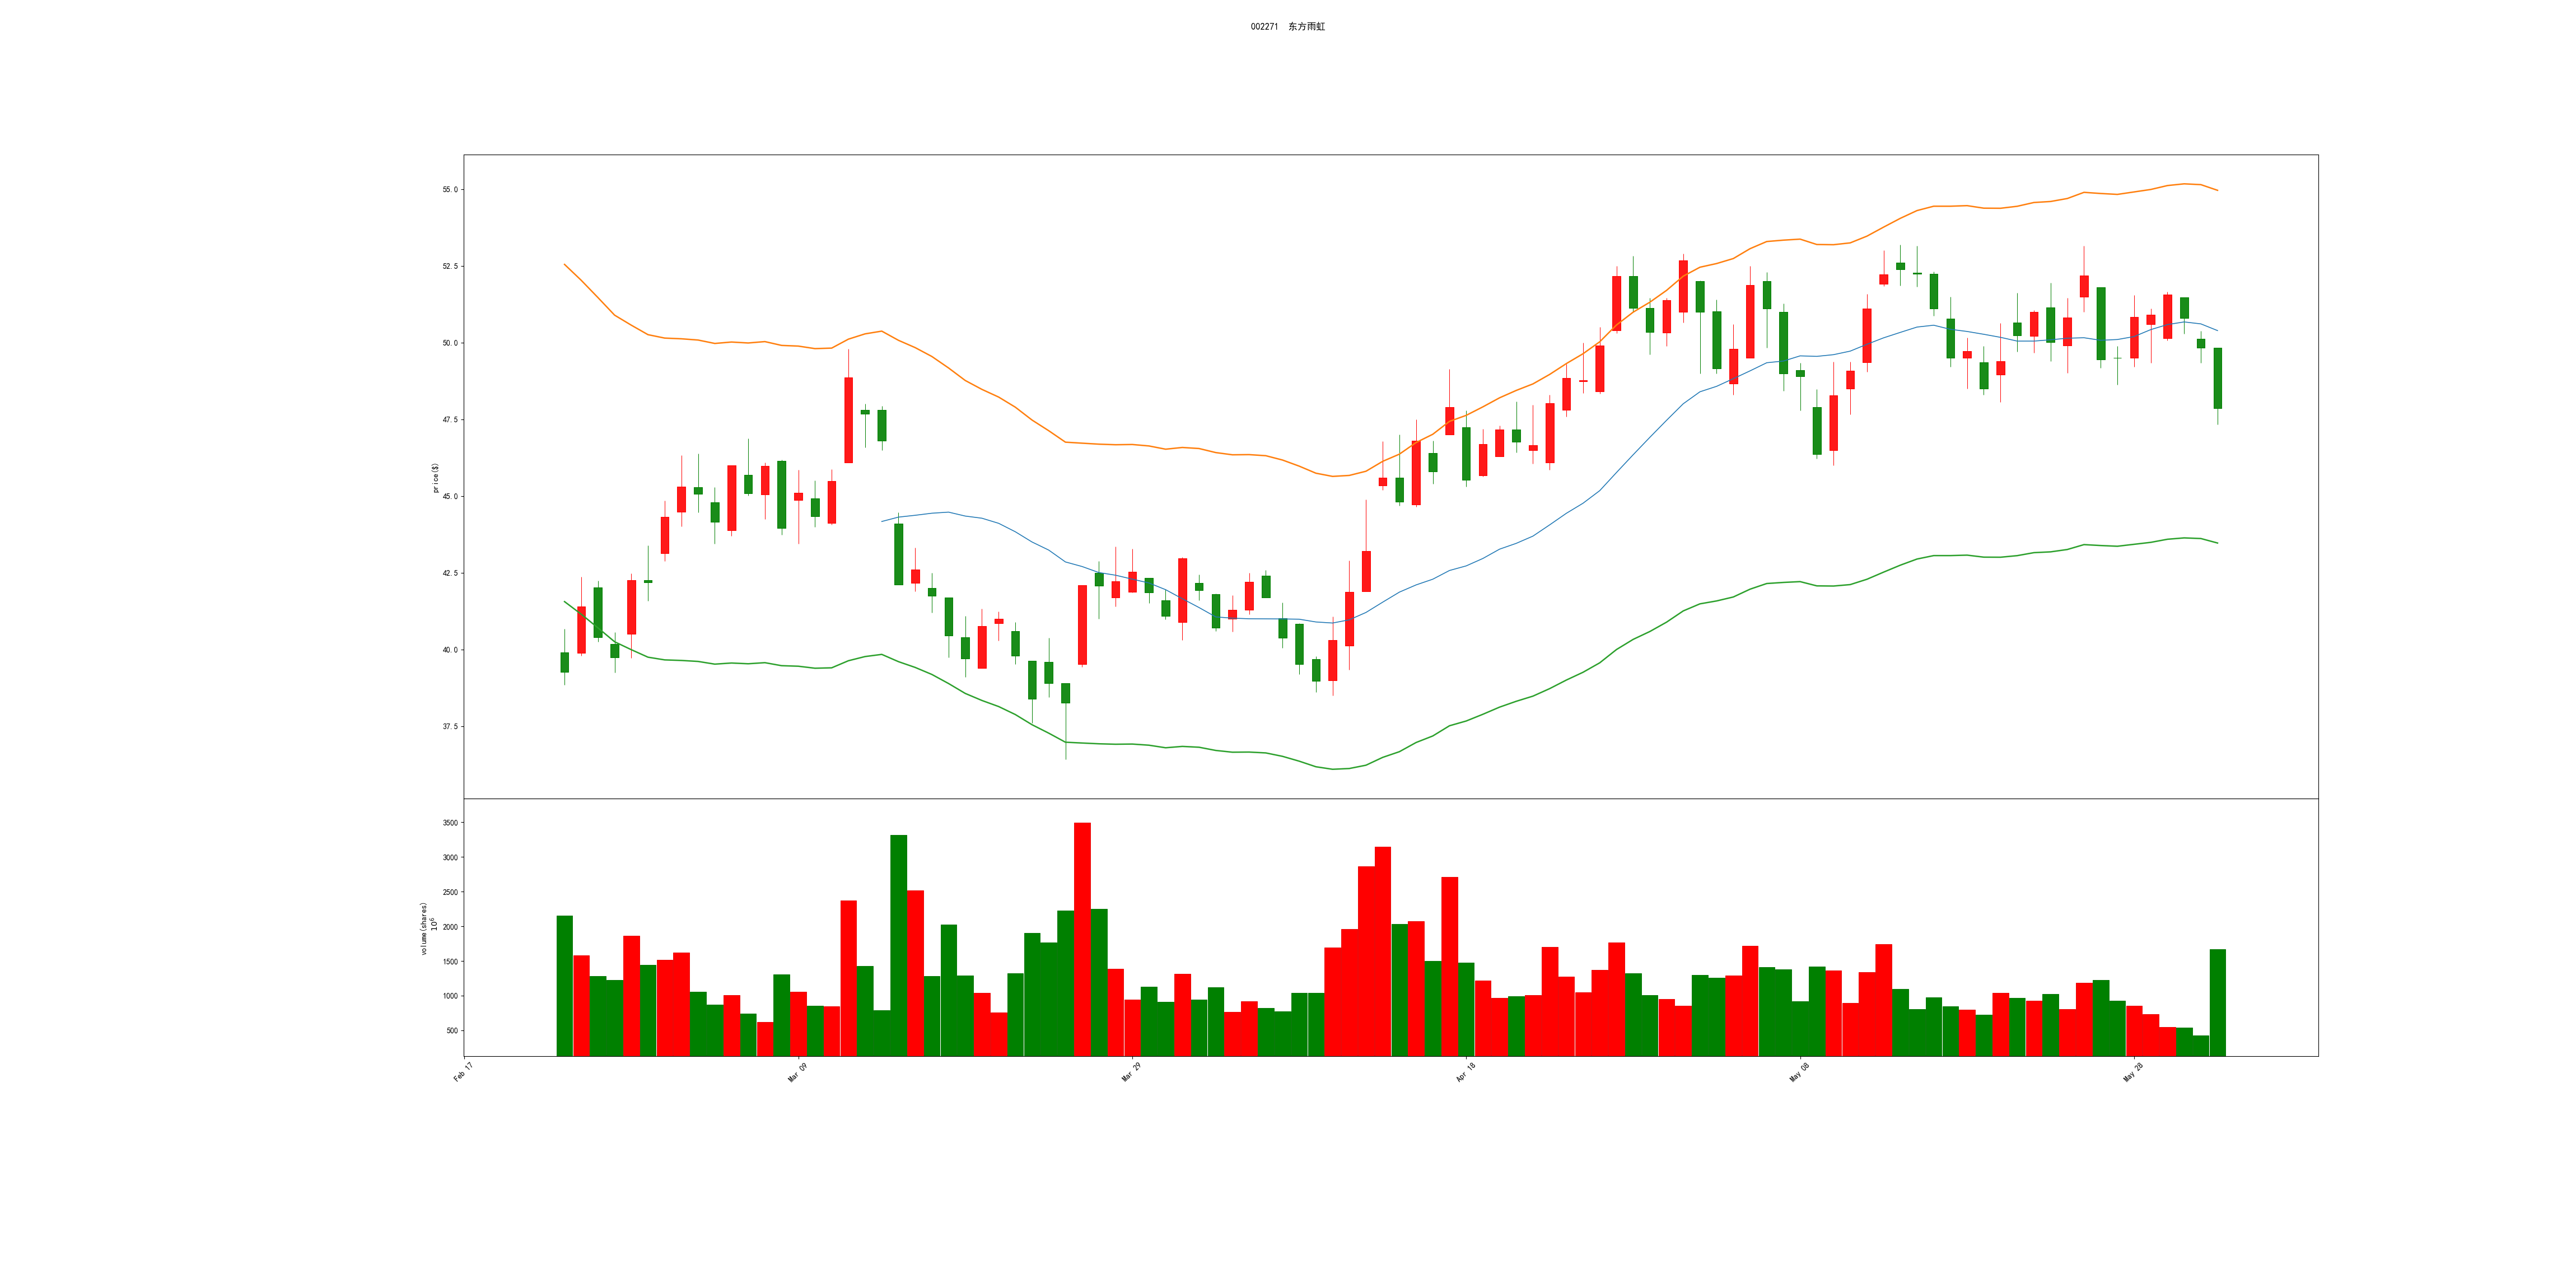 002271 东方雨虹
55.0
52.5
50.0
47.5
45.0
42.5
40.0
37.5
price($)
3500
3000
2500
2000
1500
1000
500
volume(shares)
10^6
Feb 17
Mar 09
Mar 29
Apr 18
May 08
May 28